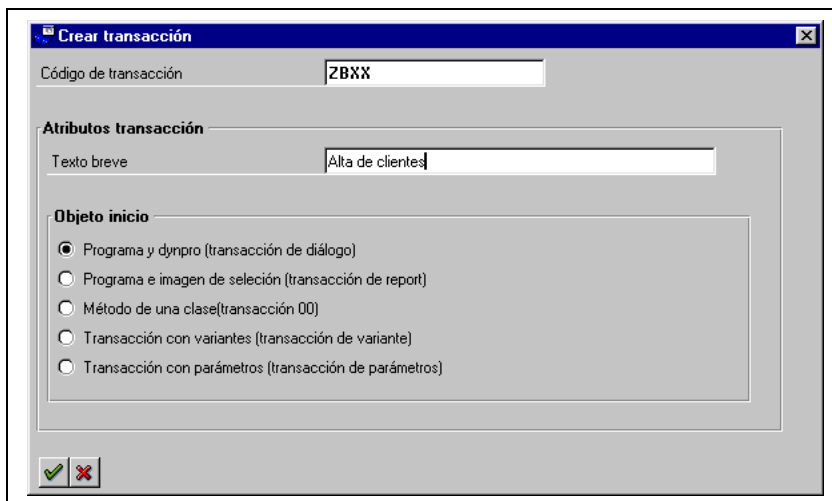 Crear transacción
Código de transacción ZBXX
Atributos transacción
Texto breve Alta de clientes
Objeto inicio
Programa y dynpro (transacción de diálogo)
Programa e imagen de seleción (transacción de report)
Método de una clase(transacción OO)
Transacción con variantes (transacción de variante)
Transacción con parámetros (transacción de parámetros)